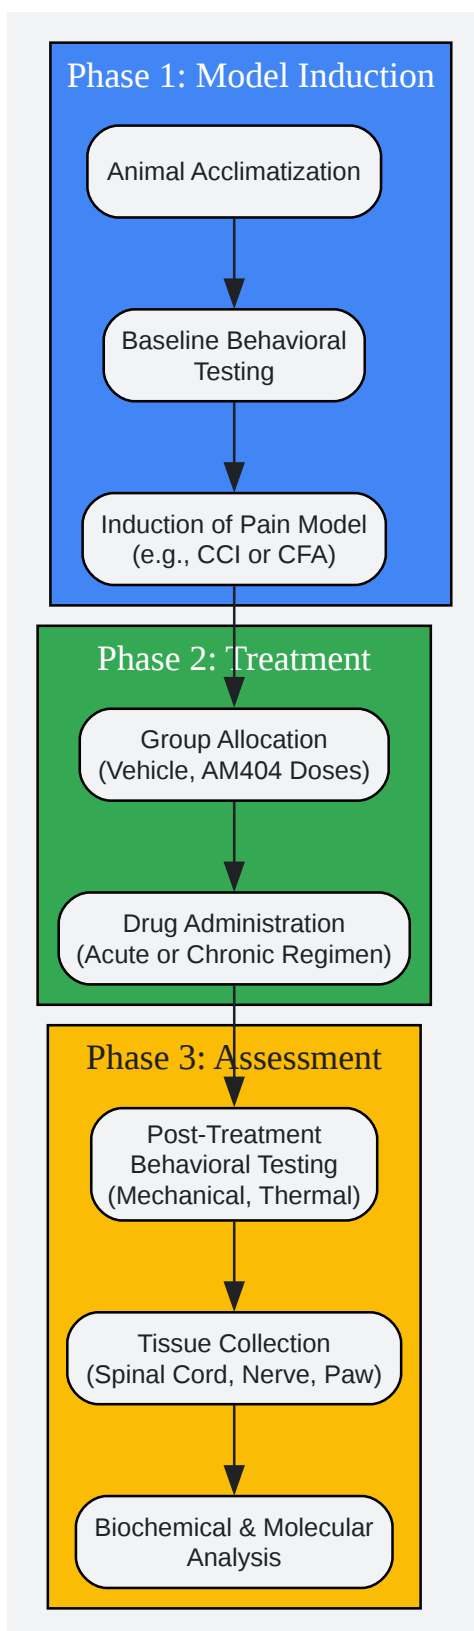 Phase 1: Model Induction
Animal Acclimatization
Baseline Behavioral
Testing
Induction of Pain Model
(e.g., CCI or CFA)
Phase 2: Treatment
Group Allocation
(Vehicle, AM404 Doses)
Drug Administration
(Acute or Chronic Regimen)
Phase 3: Assessment
Post-Treatment
Behavioral Testing
(Mechanical, Thermal)
Tissue Collection
(Spinal Cord, Nerve, Paw)
Biochemical & Molecular
Analysis